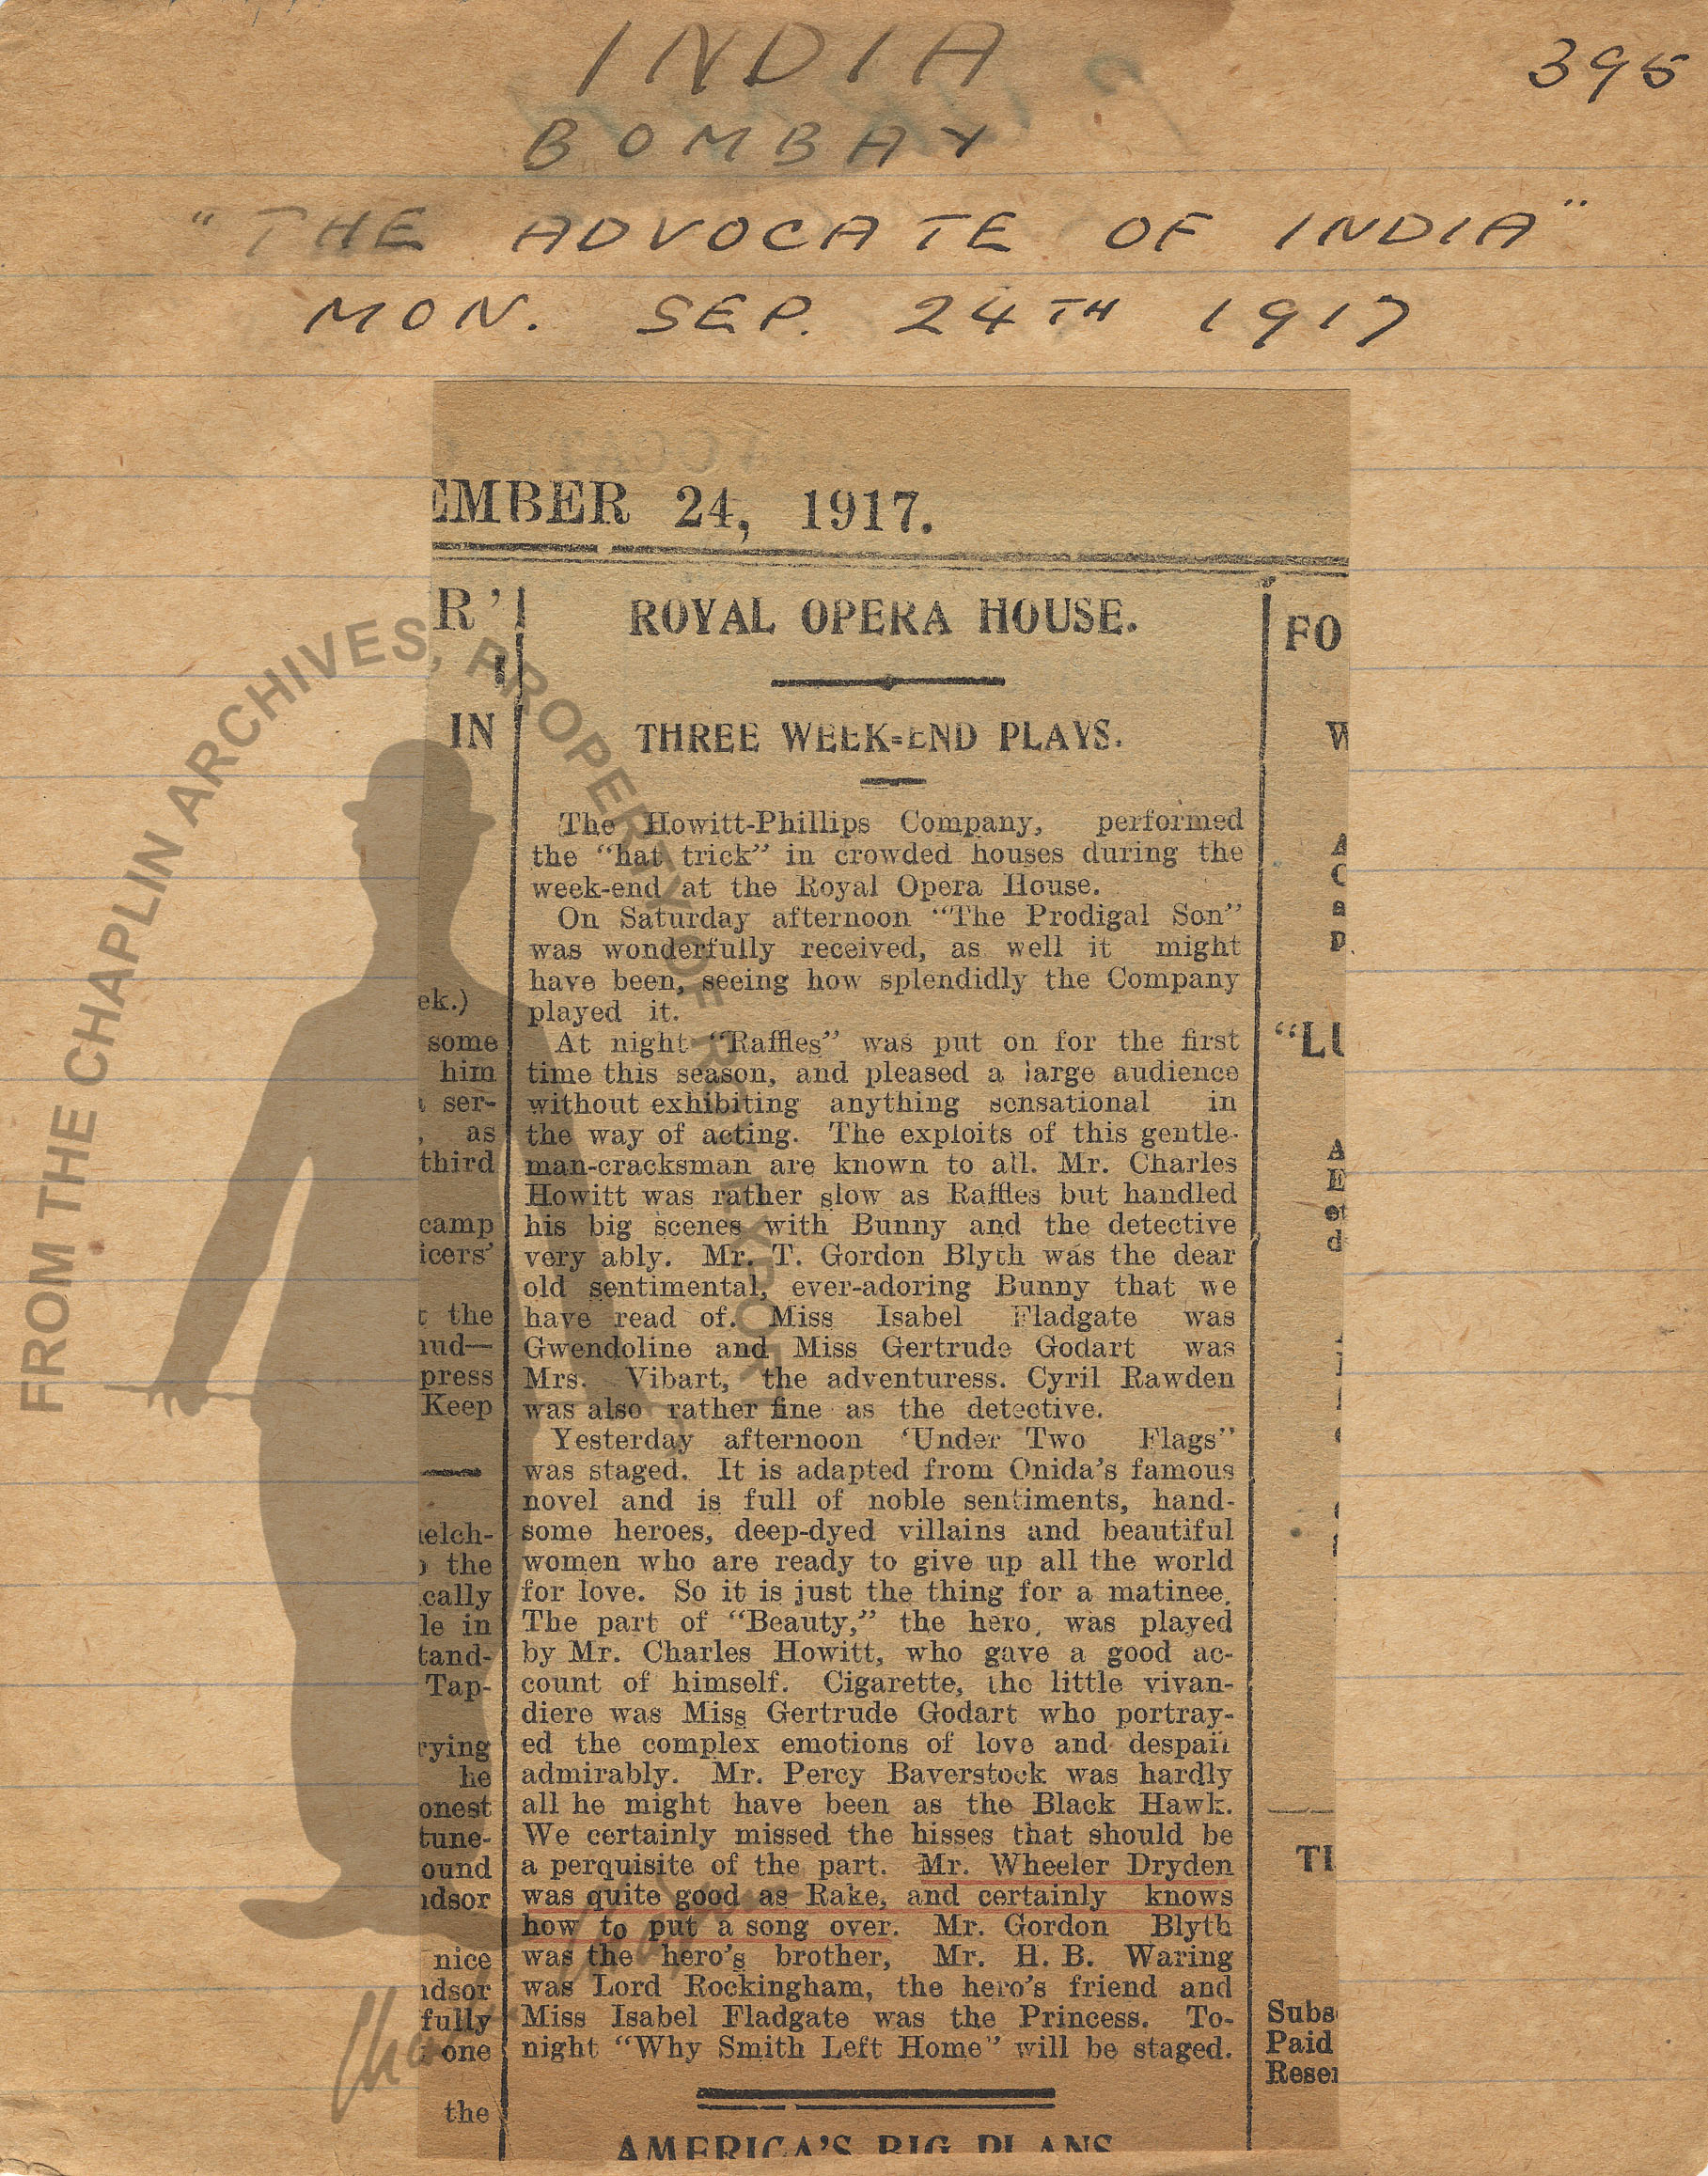 INDIA
395
BOMBAY
"THE ADVOCATE OF INDIA"
MON. SEP. 24TH 1917
EMBER 24, 1917.
ROYAL OPERA HOUSE.
THREE WEEK-END PLAYS.
The Howitt-Phillips Company, performed
the "hat trick" in crowded houses during the
week-end at the Royal Opera House.
On Saturday afternoon "The Prodigal Son"
was wonderfully received, as well it might
have been, seeing how splendidly the Company
played it.
At night "Raffles" was put on for the first
time this season, and pleased a large audience
without exhibiting anything sensational in
the way of acting. The exploits of this gentle-
man-cracksman are known to all. Mr. Charles
Howitt was rather slow as Raffles but handled
his big scenes with Bunny and the detective
very ably. Mr. T. Gordon Blyth was the dear
old sentimental, ever-adoring Bunny that we
have read of. Miss Isabel Fladgate was
Gwendoline and Miss Gertrude Godart was
Mrs. Vibart, the adventuress. Cyril Rawden
was also rather fine as the detective.
Yesterday afternoon 'Under Two Flags"
was staged. It is adapted from Onida's famous
novel and is full of noble sentiments, hand-
some heroes, deep-dyed villains and beautiful
women who are ready to give up all the world
for love. So it is just the thing for a matinee.
The part of "Beauty," the hero, was played
by Mr. Charles Howitt, who gave a good ac-
count of himself. Cigarette, the little vivan-
diere was Miss Gertrude Godart who portray-
ed the complex emotions of love and despair
admirably. Mr. Percy Baverstock was hardly
all he might have been as the Black Hawk.
We certainly missed the hisses that should be
a perquisite of the part. Mr. Wheeler Dryden
was quite good as Rake, and certainly knows
how to put a song over. Mr. Gordon Blyth
was the hero's brother, Mr. H. B. Waring
was Lord Rockingham, the hero's friend and
Miss Isabel Fladgate was the Princess. To-
night "Why Smith Left Home" will be staged.
AMERICA'S BIG PLANS
R'
IN
ek.)
some
him
ser-
as
third
camp
icers'
the
press
Keep
the
cally
le in
tand-
Tap-
rying
he
onest
tune-
ound
dsor
nice
dsor
fully
one
the
FO
W
"LU
TI
Subs
Paid
Reser
FROM THE CHAPLIN ARCHIVES, PROPERTY OF ROY EXPORT